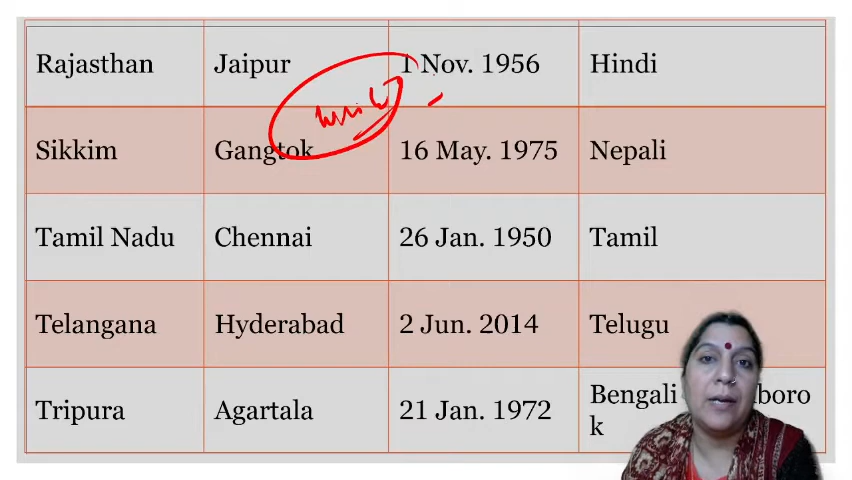 Rajasthan Jaipur 1 Nov. 1956 Hindi
Sikkim Gangtok 16 May. 1975 Nepali
Tamil Nadu Chennai 26 Jan. 1950 Tamil
Telangana Hyderabad 2 Jun. 2014 Telugu
Tripura Agartala 21 Jan. 1972 Bengali boro
k